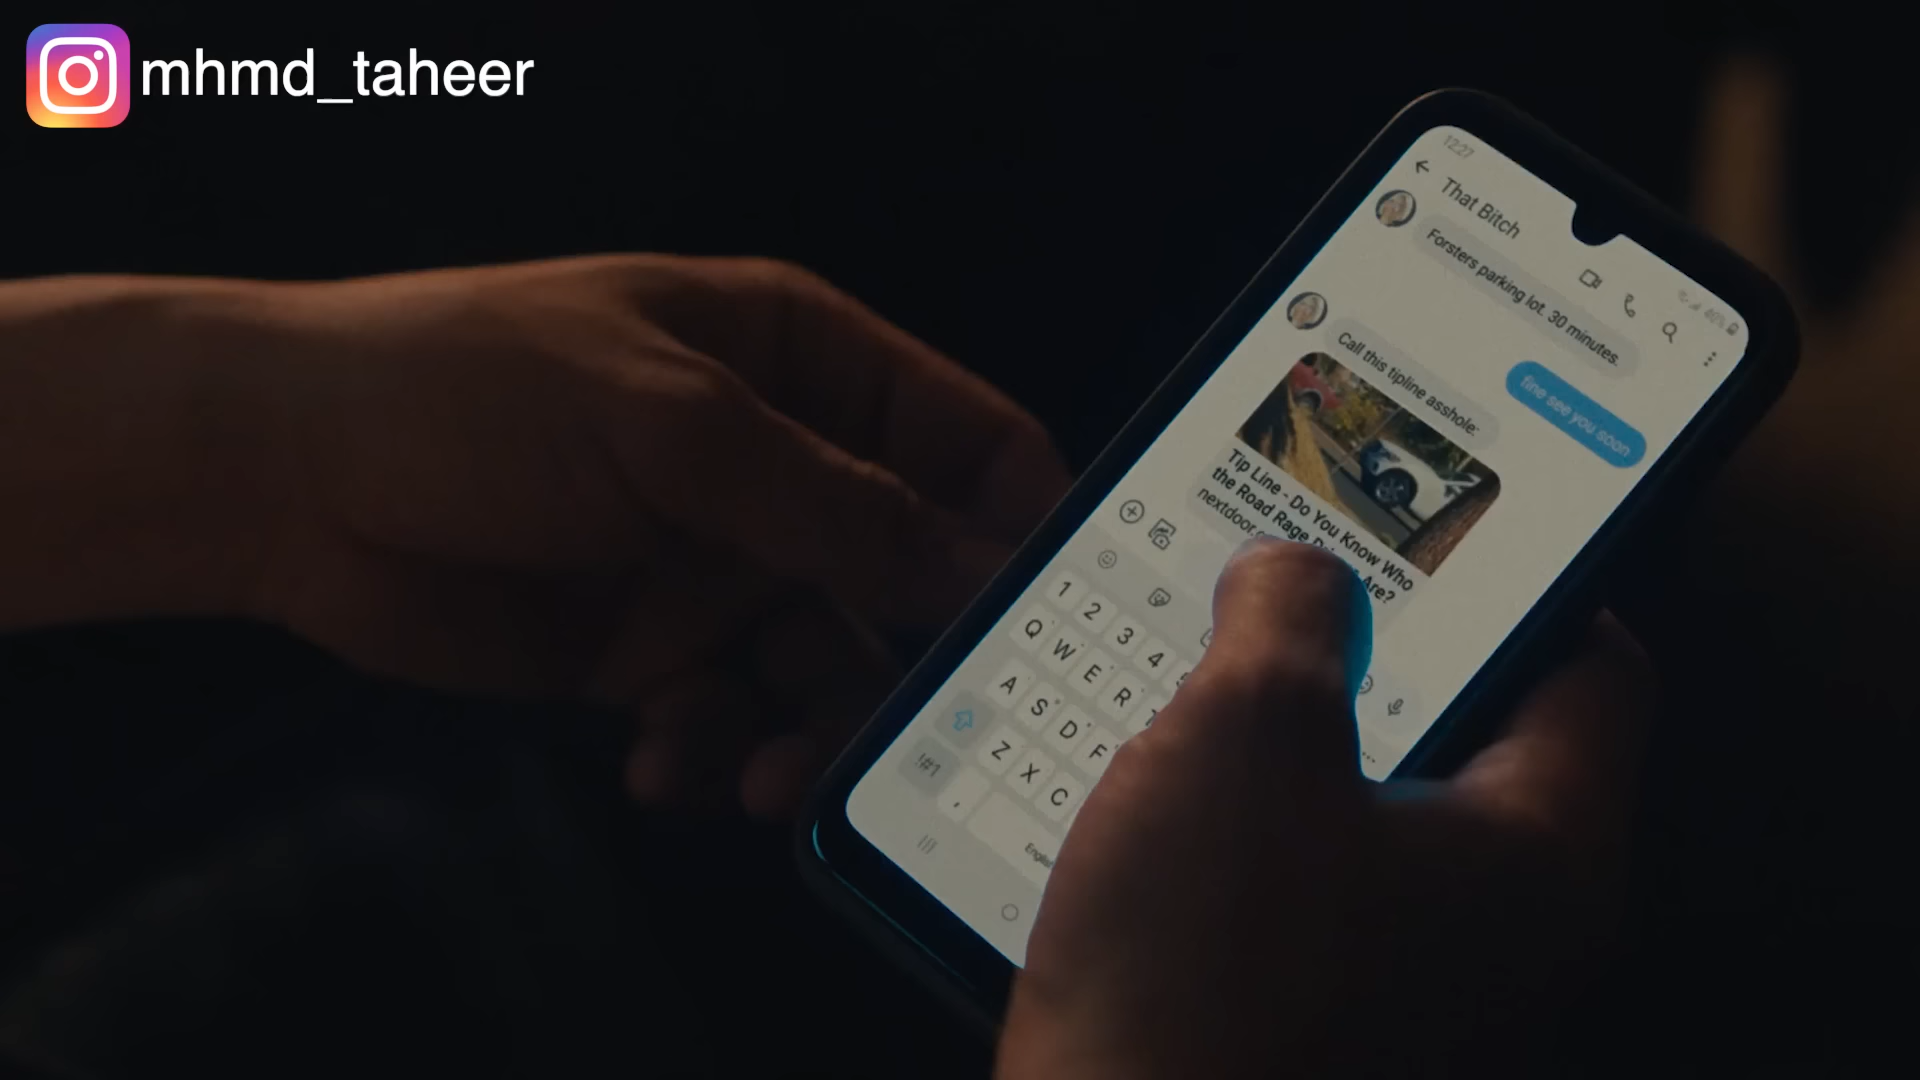 mhmd_taheer
12:27
46%
That Bitch
Forsters parking lot. 30 minutes.
fine see you soon
Call this tipline asshole:
Tip Line - Do You Know Who
the Road Rage Are?
1 2 3 4
Q W E R
A S D F
!#1 Z X C
,